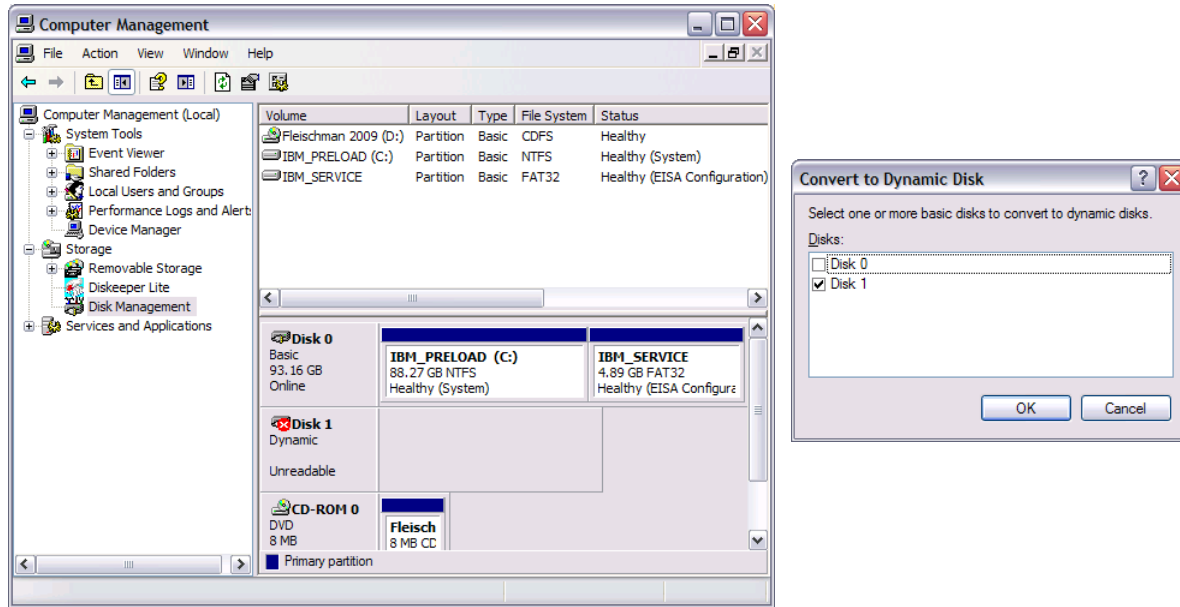 Computer Management
File Action View Window Help
Computer Management (Local)
System Tools
Event Viewer
Shared Folders
Local Users and Groups
Performance Logs and Alert
Device Manager
Storage
Removable Storage
Diskeeper Lite
Disk Management
Services and Applications
Volume Layout Type File System Status
Fleischman 2009 (D:) Partition Basic CDFS Healthy
IBM_PRELOAD (C:) Partition Basic NTFS Healthy (System)
IBM_SERVICE Partition Basic FAT32 Healthy (EISA Configuration)
Disk 0
Basic
93.16 GB
Online
IBM_PRELOAD (C:)
88.27 GB NTFS
Healthy (System)
IBM_SERVICE
4.89 GB FAT32
Healthy (EISA Configura
Disk 1
Dynamic
Unreadable
CD-ROM 0
DVD
8 MB
Fleisch
8 MB CD
Primary partition
Convert to Dynamic Disk
Select one or more basic disks to convert to dynamic disks.
Disks:
Disk 0
Disk 1
OK Cancel